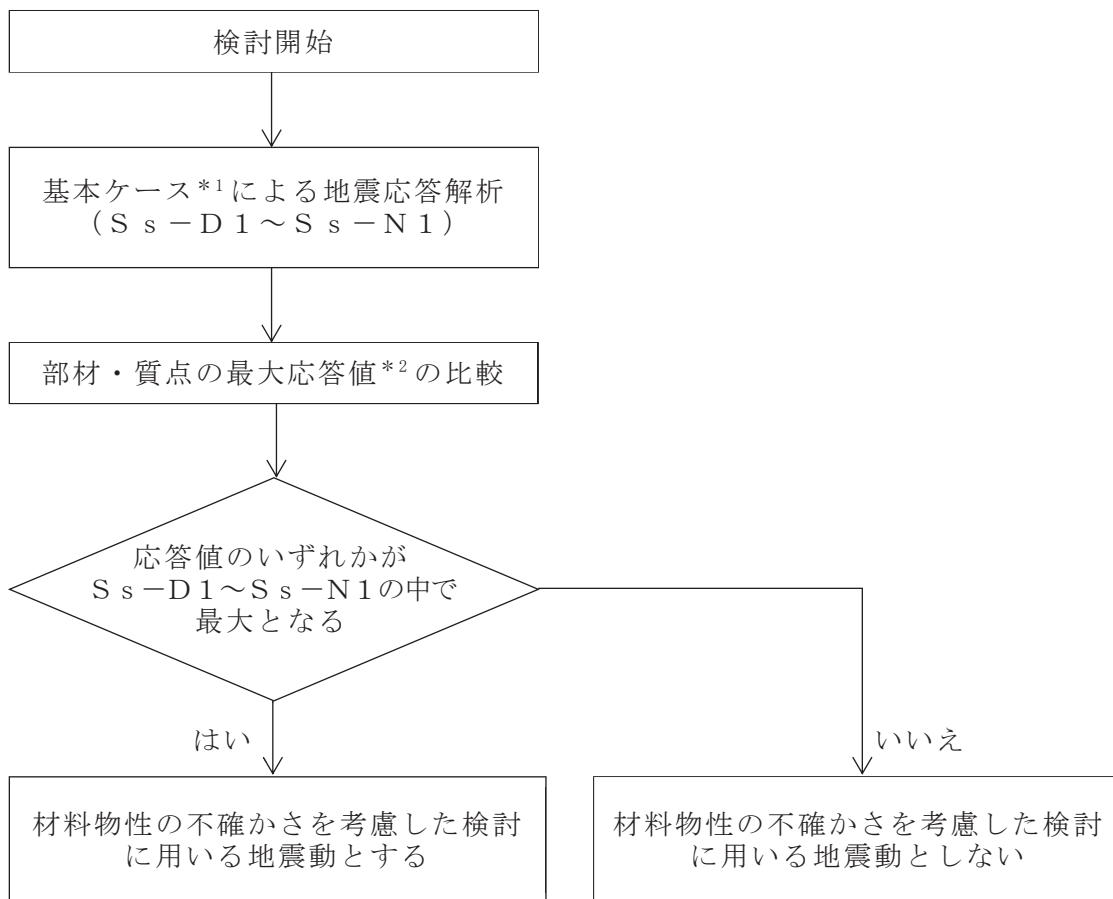 検討開始
基本ケース*1による地震応答解析
(Ss-D1~Ss-N1)
部材・質点の最大応答値*2の比較
応答値のいずれかが
Ss-D1~Ss-N1の中で
最大となる
はい
いいえ
材料物性の不確かさを考慮した検討
に用いる地震動とする
材料物性の不確かさを考慮した検討
に用いる地震動としない